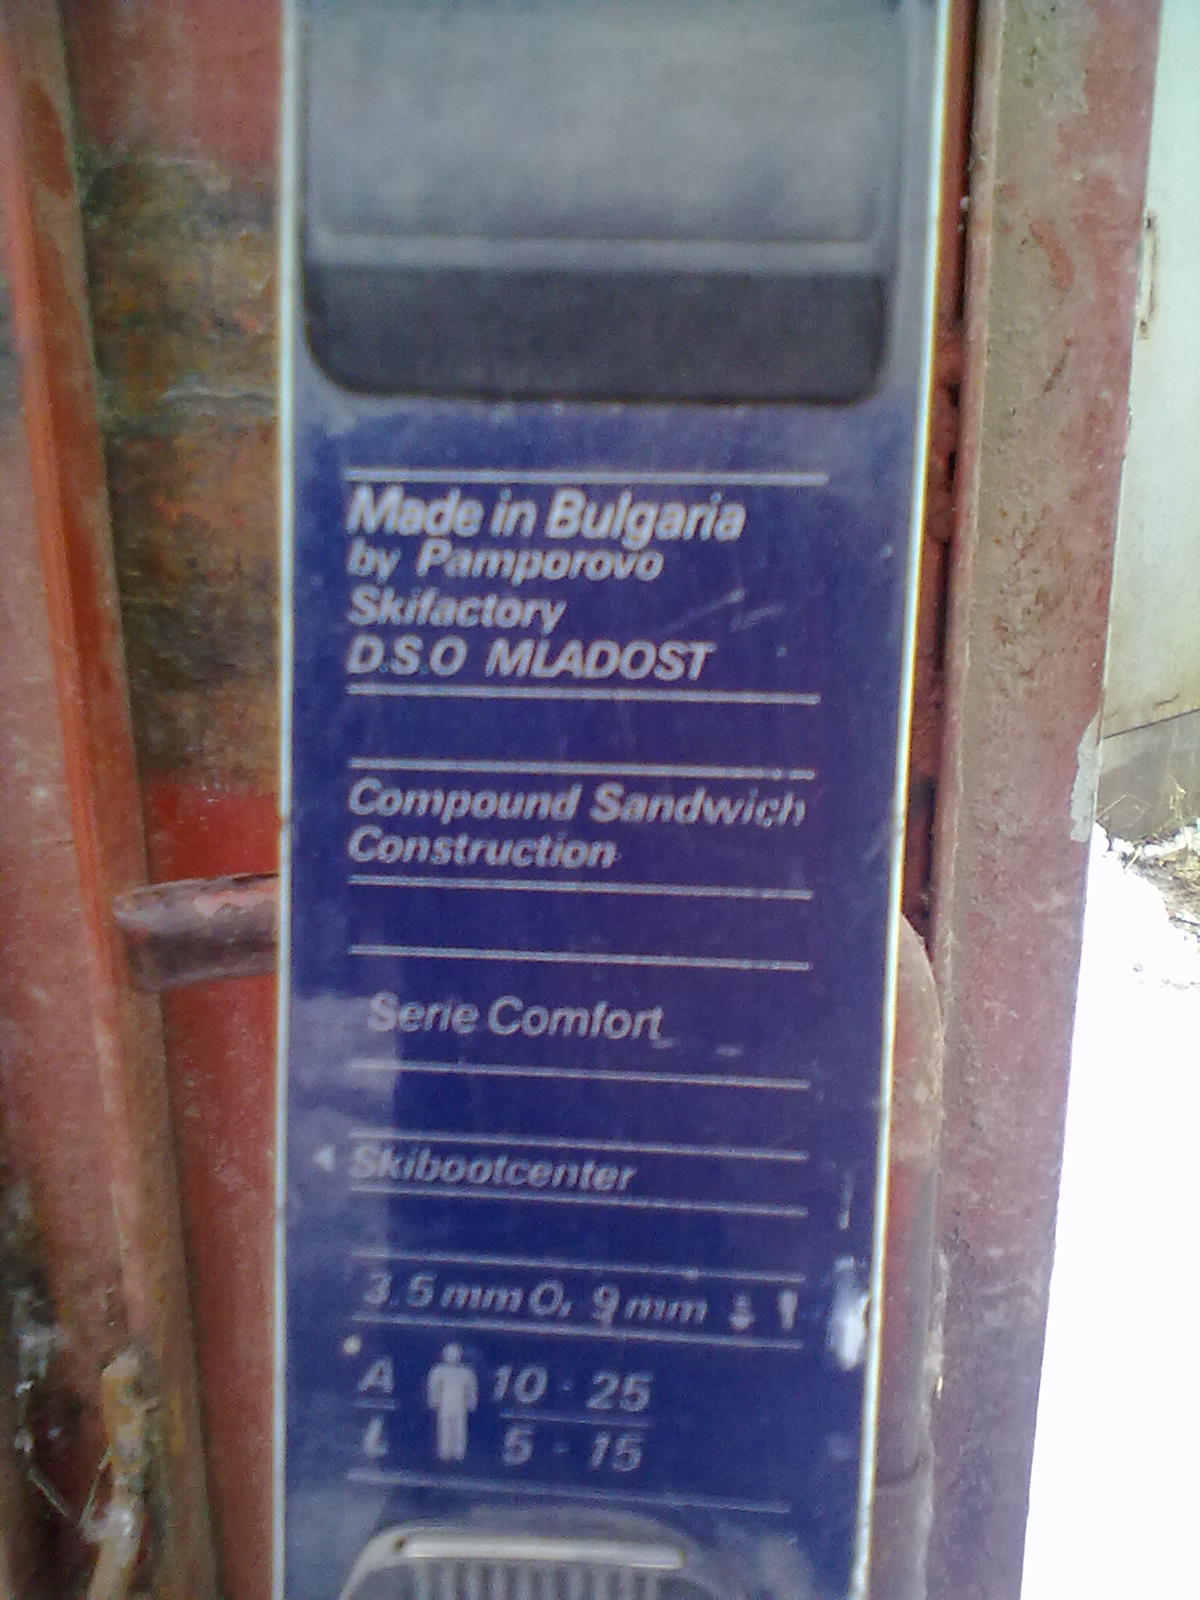 Made in Bulgaria
by Pamporovo
Skifactory
D.S.O MLADOST
Compound Sandwich
Construction
Serie Comfort
Skibootcenter
3.5 mm O, 9 mm
A 10 - 25
L 5 - 15